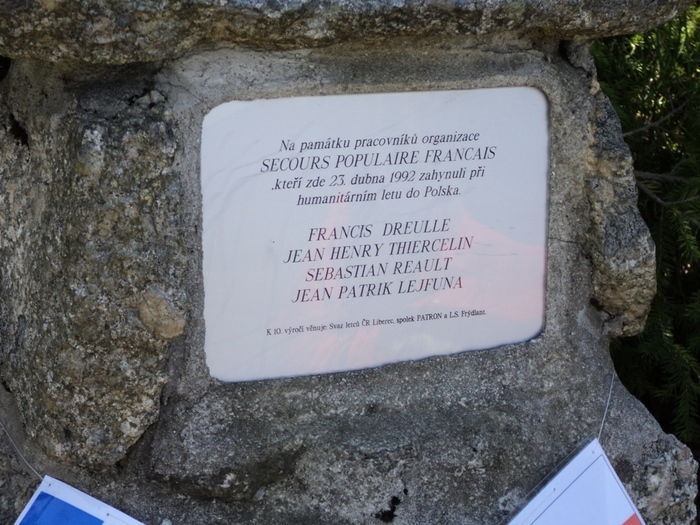 Na památku pracovníků organizace
SECOURS POPULAIRE FRANCAIS
.kteří zde 23. dubna 1992 zahynuli při
humanitárním letu do Polska.
FRANCIS DREULLE
JEAN HENRY THIERCELIN
SEBASTIAN REAULT
JEAN PATRIK LEJFUNA
K 10. výročí věnuje: Svaz letců ČR Liberec, spolek PATRON a L.S. Frýdlant.